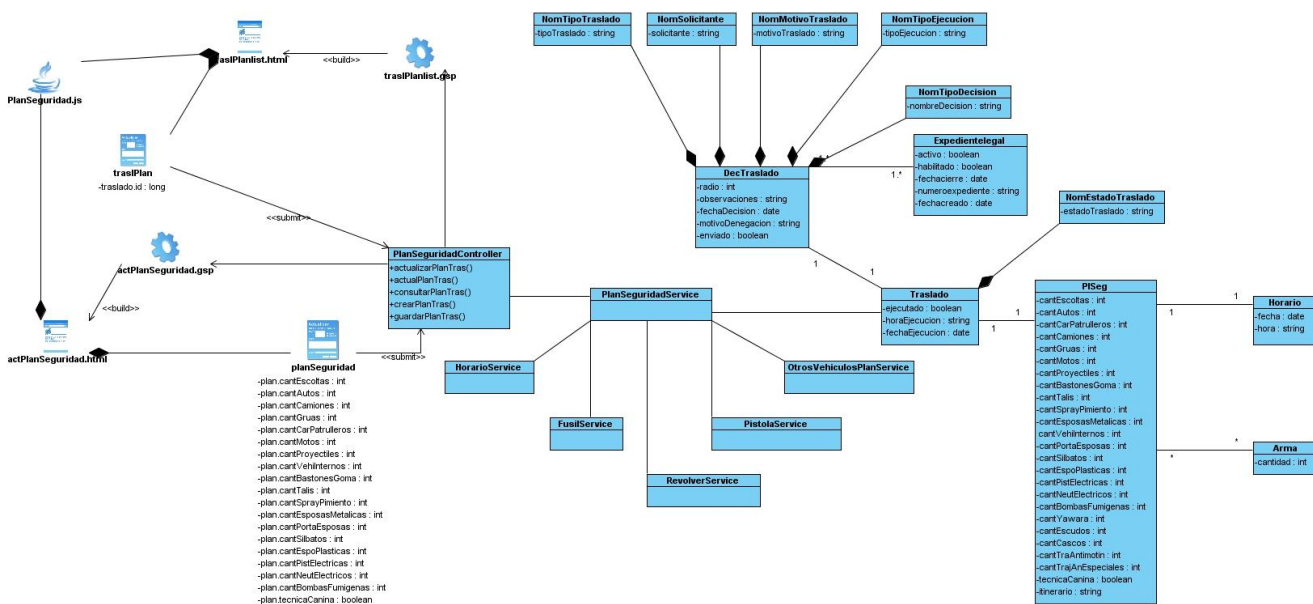 NomTipoTraslado
-tipoTraslado : string
NomSolicitante
-solicitante : string
NomMotivoTraslado
-motivoTraslado : string
NomTipoEjecucion
-tipoEjecucion : string
aslPlanlist.html
<<build>>
traslPlanlist.gsp
PlanSeguridad.js
NomTipoDecision
-nombreDecision : string
traslPlan
-traslado.id : long
DecTraslado
-radio : int
-observaciones : string
-fechaDecision : date
-motivoDenegacion : string
-enviado : boolean
1.*
Expedientelegal
-activo : boolean
-habilitado : boolean
-fechacierre : date
-numeroexpediente : string
-fechacreado : date
NomEstadoTraslado
-estadoTraslado : string
<<submit>>
actPlanSeguridad.gsp
PlanSeguridadController
+actualizarPlanTras()
+actualPlanTras()
+consultarPlanTras()
+crearPlanTras()
+guardarPlanTras()
1
1
<<build>>
PlanSeguridadService
Traslado
-ejecutado : boolean
-horaEjecucion : string
-fechaEjecucion : date
1
1
PlSeg
-cantEscoltas : int
-cantAutos : int
-cantCarPatrulleros : int
-cantCamiones : int
-cantGruas : int
-cantMotos : int
-cantProyectiles : int
-cantBastonesGoma : int
-cantTalis : int
-cantSprayPimiento : int
-cantEsposasMetalicas : int
cantVehiInternos : int
-cantPortaEsposas : int
-cantSilbatos : int
-cantEspoPlasticas : int
-cantPistElectricas : int
-cantNeutElectricos : int
-cantBombasFumigenas : int
-cantYawara : int
-cantEscudos : int
-cantCascos : int
-cantTraAntimotin : int
-cantTrajAnEspeciales : int
-tecnicaCanina : boolean
-itinerario : string
1
1
Horario
-fecha : date
-hora : string
*
*
Arma
-cantidad : int
actPlanSeguridad.html
<<submit>>
planSeguridad
-plan.cantEscoltas : int
-plan.cantAutos : int
-plan.cantCamiones : int
-plan.cantGruas : int
-plan.cantCarPatrulleros : int
-plan.cantMotos : int
-plan.cantProyectiles : int
-plan.cantVehiInternos : int
-plan.cantBastonesGoma : int
-plan.cantTalis : int
-plan.cantSprayPimiento : int
-plan.cantEsposasMetalicas : int
-plan.cantPortaEsposas : int
-plan.cantSilbatos : int
-plan.cantEspoPlasticas : int
-plan.cantPistElectricas : int
-plan.cantNeutElectricos : int
-plan.cantBombasFumigenas : int
-plan.tecnicaCanina : boolean
HorarioService
OtrosVehiculosPlanService
FusilService
PistolaService
RevolverService